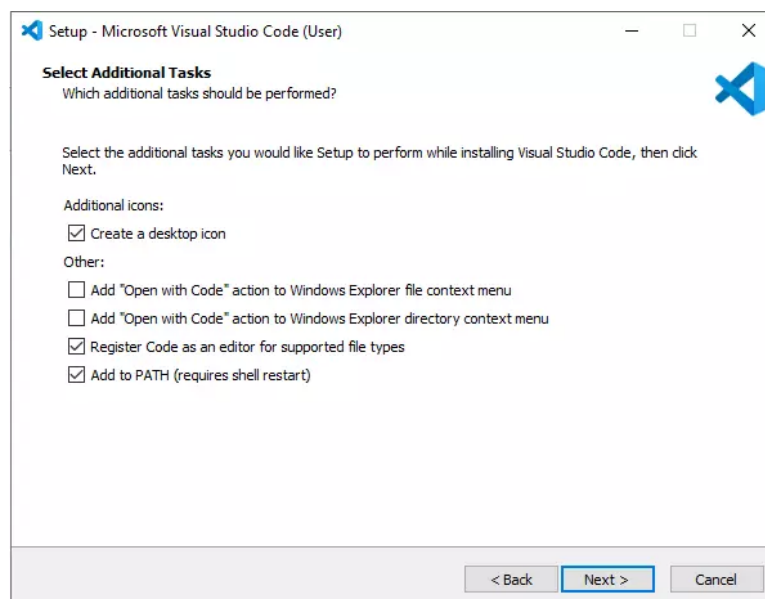 Setup - Microsoft Visual Studio Code (User)
Select Additional Tasks
Which additional tasks should be performed?
Select the additional tasks you would like Setup to perform while installing Visual Studio Code, then click
Next.
Additional icons:
Create a desktop icon
Other:
Add "Open with Code" action to Windows Explorer file context menu
Add "Open with Code" action to Windows Explorer directory context menu
Register Code as an editor for supported file types
Add to PATH (requires shell restart)
< Back Next > Cancel